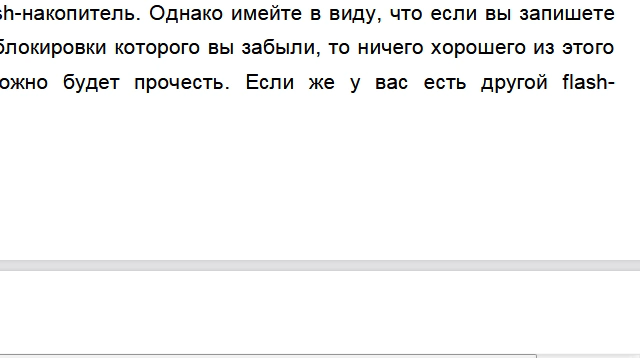 sh-накопитель. Однако имейте в виду, что если вы запишете
блокировки которого вы забыли, то ничего хорошего из этого
ожно будет прочесть. Если же у вас есть другой flash-